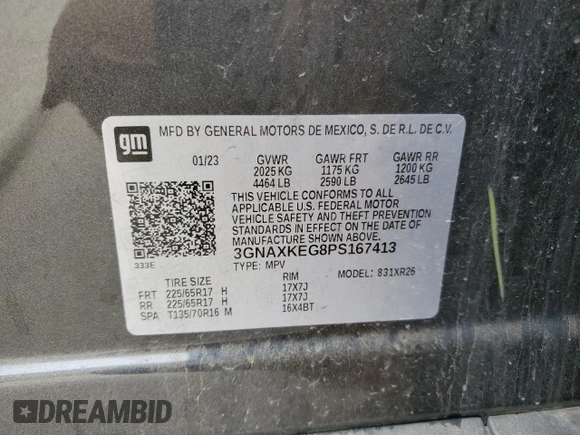 gm
MFD BY GENERAL MOTORS DE MEXICO, S. DE R.L. DE C.V.
01/23 GVWR GAWR FRT GAWR RR
2025 KG 1175 KG 1200 KG
4464 LB 2590 LB 2645 LB
THIS VEHICLE CONFORMS TO ALL
APPLICABLE U.S. FEDERAL MOTOR
VEHICLE SAFETY AND THEFT PREVENTION
STANDARDS IN EFFECT ON THE DATE OF
MANUFACTURE SHOWN ABOVE.
3GNAXKEG8PS167413
333E
TYPE: MPV MODEL: 831XR26
TIRE SIZE RIM
FRT 225/65R17 H 17X7J
RR 225/65R17 H 17X7J
SPA T135/70R16 M 16X4BT
DREAMBID